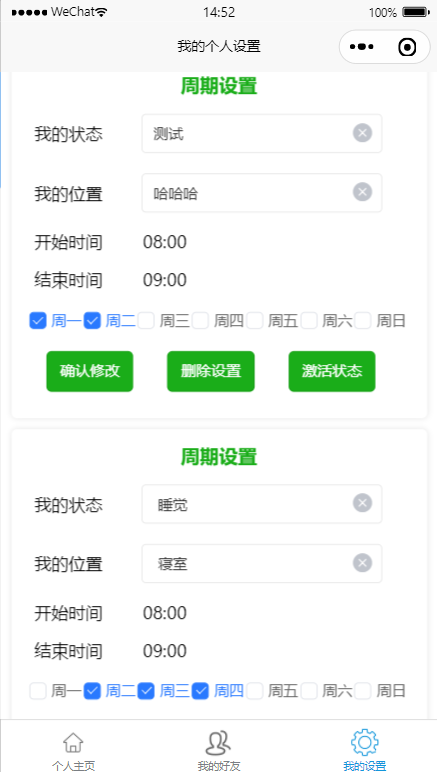 WeChat 14:52 100%
我的个人设置
周期设置
我的状态 测试
我的位置 哈哈哈
开始时间 08:00
结束时间 09:00
周一 周二 周三 周四 周五 周六 周日
确认修改 删除设置 激活状态
周期设置
我的状态 睡觉
我的位置 寝室
开始时间 08:00
结束时间 09:00
周一 周二 周三 周四 周五 周六 周日
个人主页 我的好友 我的设置